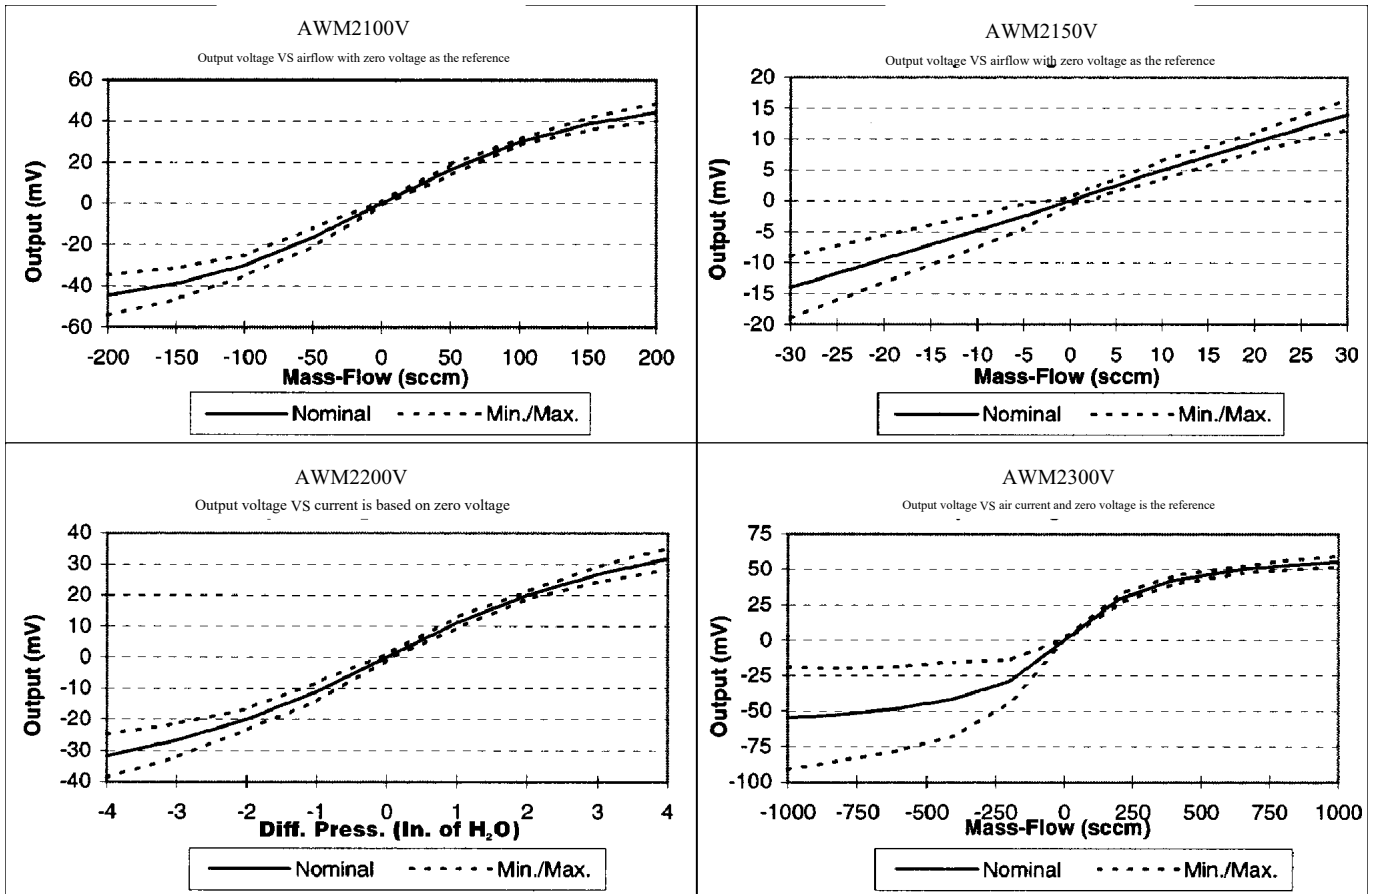 AWM2100V
Output voltage VS airflow with zero voltage as the reference
60
40
20
0
-20
-40
-60
Output (mV)
-200 -150 -100 -50 0 50 100 150 200
Mass-Flow (sccm)
Nominal Min./Max.
AWM2150V
Output voltage VS airflow with zero voltage as the reference
20
15
10
5
0
-5
-10
-15
-20
Output (mV)
-30 -25 -20 -15 -10 -5 0 5 10 15 20 25 30
Mass-Flow (sccm)
Nominal Min./Max.
AWM2200V
Output voltage VS current is based on zero voltage
40
30
20
10
0
-10
-20
-30
-40
Output (mV)
-4 -3 -2 -1 0 1 2 3 4
Diff. Press. (In. of H₂O)
Nominal Min./Max.
AWM2300V
Output voltage VS air current and zero voltage is the reference
75
50
25
0
-25
-50
-75
-100
Output (mV)
-1000 -750 -500 -250 0 250 500 750 1000
Mass-Flow (sccm)
Nominal Min./Max.